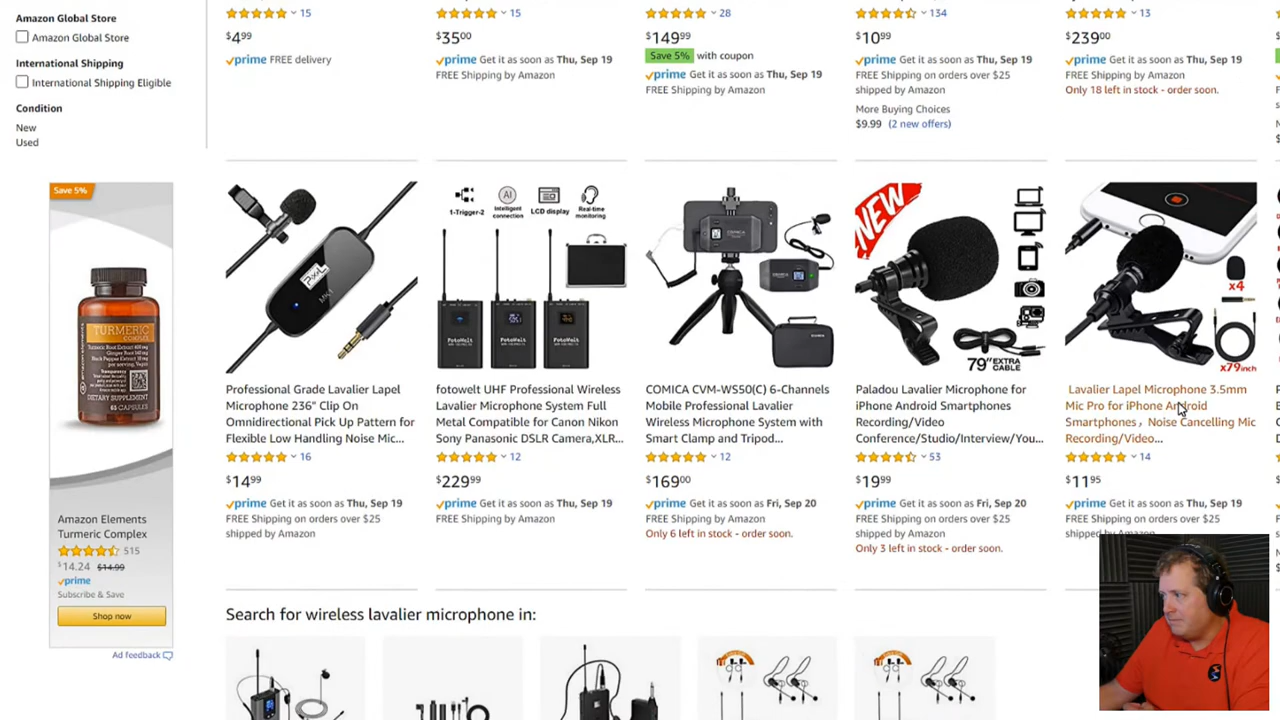 Amazon Global Store
Amazon Global Store
International Shipping
International Shipping Eligible
Condition
New
Used
15
$4.99
prime FREE delivery
15
$35.00
prime Get it as soon as Thu, Sep 19
FREE Shipping by Amazon
28
$149.99
Save 5% with coupon
prime Get it as soon as Thu, Sep 19
FREE Shipping by Amazon
134
$10.99
prime Get it as soon as Thu, Sep 19
FREE Shipping on orders over $25
shipped by Amazon
More Buying Choices
$9.99 (2 new offers)
13
$239.00
prime Get it as soon as Thu, Sep 19
FREE Shipping by Amazon
Only 18 left in stock - order soon.
Save 5%
TURMERIC
COMPLEX
DIETARY SUPPLEMENT
65 CAPSULES
Amazon Elements
Turmeric Complex
515
$14.24 $14.99
prime
Subscribe & Save
Shop now
Ad feedback
Professional Grade Lavalier Lapel
Microphone 236" Clip On
Omnidirectional Pick Up Pattern for
Flexible Low Handling Noise Mic...
16
$14.99
prime Get it as soon as Thu, Sep 19
FREE Shipping on orders over $25
shipped by Amazon
1-Trigger-2
AI
Intelligent
connection
LCD display
Real-time
monitoring
FotoWelt FotoWelt FotoWelt
fotowelt UHF Professional Wireless
Lavalier Microphone System Full
Metal Compatible for Canon Nikon
Sony Panasonic DSLR Camera,XLR...
12
$229.99
prime Get it as soon as Thu, Sep 19
FREE Shipping by Amazon
COMICA
COMICA CVM-WS50(C) 6-Channels
Mobile Professional Lavalier
Wireless Microphone System with
Smart Clamp and Tripod...
12
$169.00
prime Get it as soon as Fri, Sep 20
FREE Shipping by Amazon
Only 6 left in stock - order soon.
NEW
79" EXTRA
CABLE
Paladou Lavalier Microphone for
iPhone Android Smartphones
Recording/Video
Conference/Studio/Interview/You...
53
$19.99
prime Get it as soon as Fri, Sep 20
FREE Shipping on orders over $25
shipped by Amazon
Only 3 left in stock - order soon.
x4
x79inch
Lavalier Lapel Microphone 3.5mm
Mic Pro for iPhone Android
Smartphones，Noise Cancelling Mic
Recording/Video...
14
$11.95
prime Get it as soon as Thu, Sep 19
FREE Shipping on orders over $25
shipped by Amazon
Search for wireless lavalier microphone in: